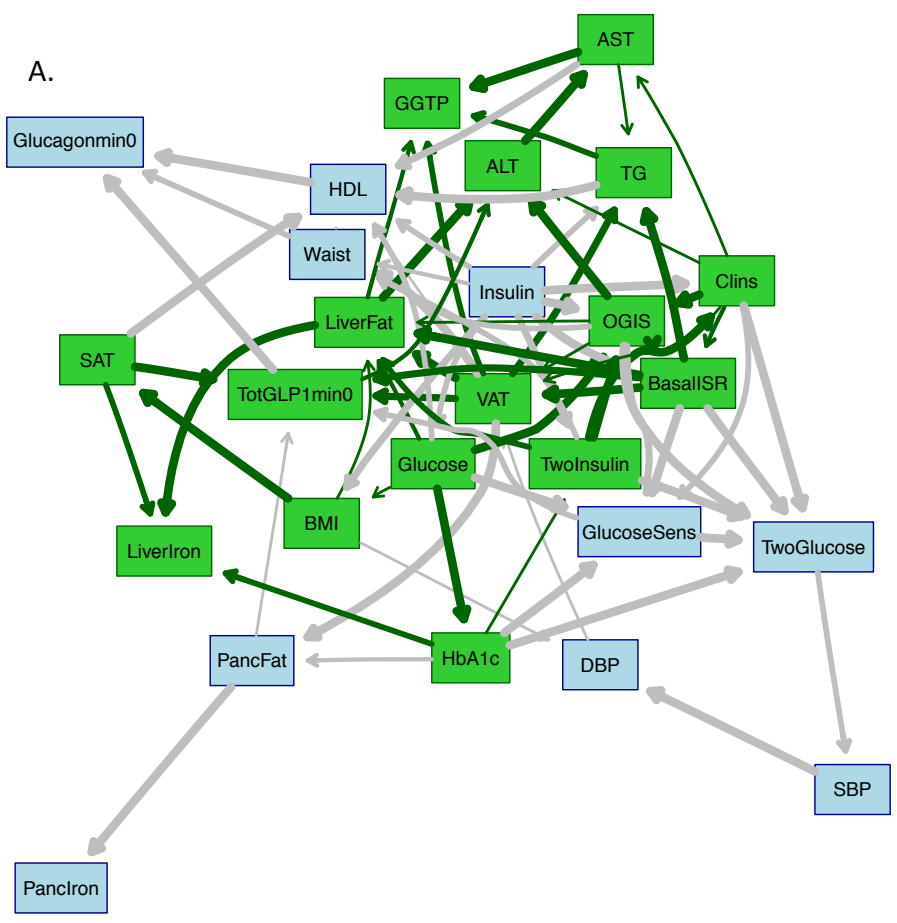 A.
AST
GGTP
Glucagonmin0
ALT
TG
HDL
Waist
Insulin
Clins
LiverFat
OGIS
SAT
TotGLP1min0
VAT
BasalISR
Glucose
TwoInsulin
BMI
GlucoseSens
TwoGlucose
LiverIron
PancFat
HbA1c
DBP
SBP
PancIron